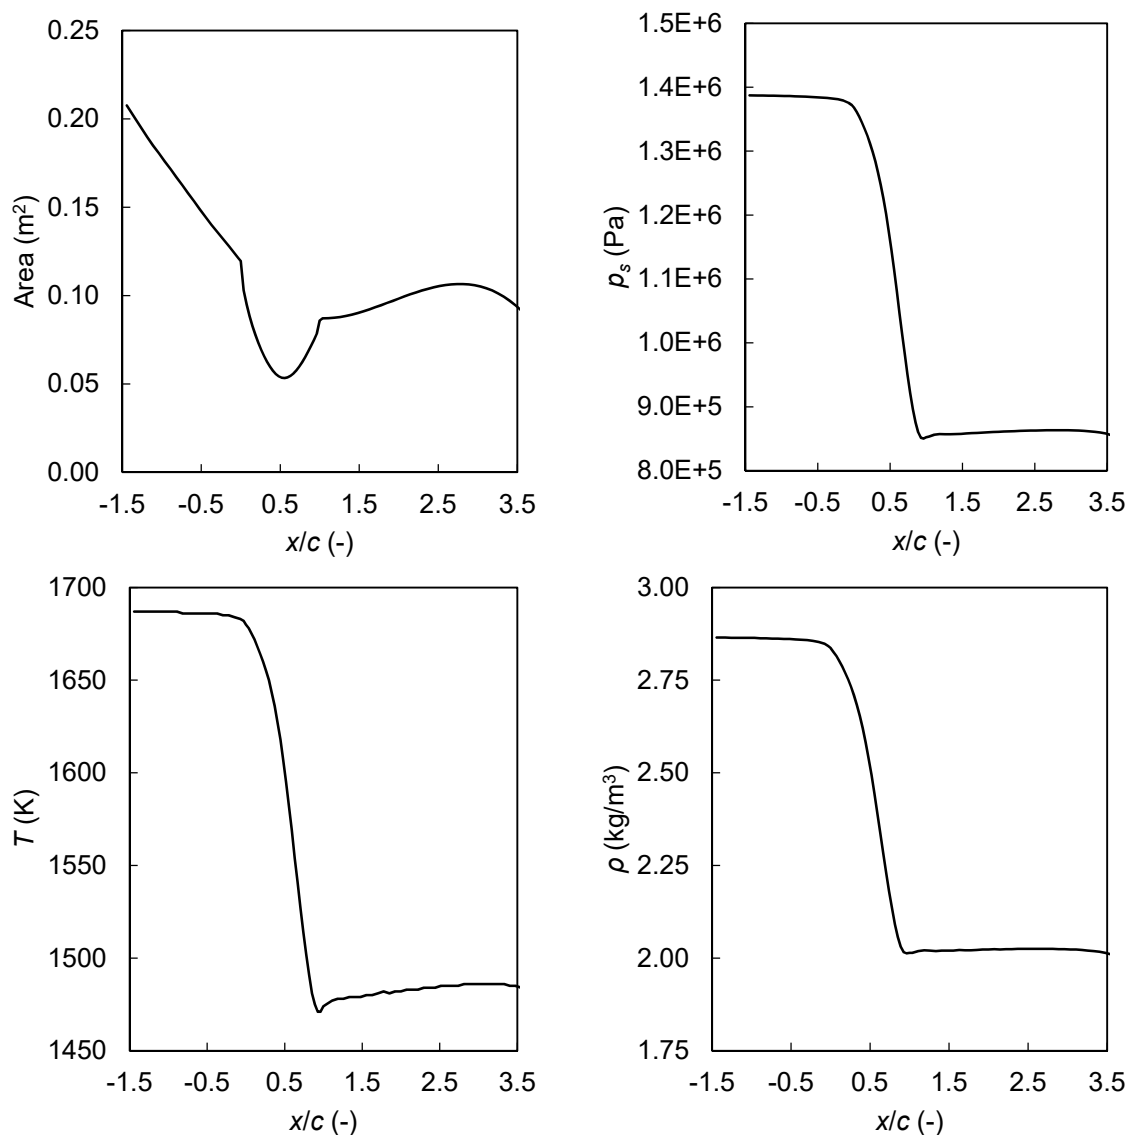 Area (m²)
0.25
0.20
0.15
0.10
0.05
0.00
-1.5 -0.5 0.5 1.5 2.5 3.5
x/c (-)
pₛ (Pa)
1.5E+6
1.4E+6
1.3E+6
1.2E+6
1.1E+6
1.0E+6
9.0E+5
8.0E+5
-1.5 -0.5 0.5 1.5 2.5 3.5
x/c (-)
T (K)
1700
1650
1600
1550
1500
1450
-1.5 -0.5 0.5 1.5 2.5 3.5
x/c (-)
ρ (kg/m³)
3.00
2.75
2.50
2.25
2.00
1.75
-1.5 -0.5 0.5 1.5 2.5 3.5
x/c (-)